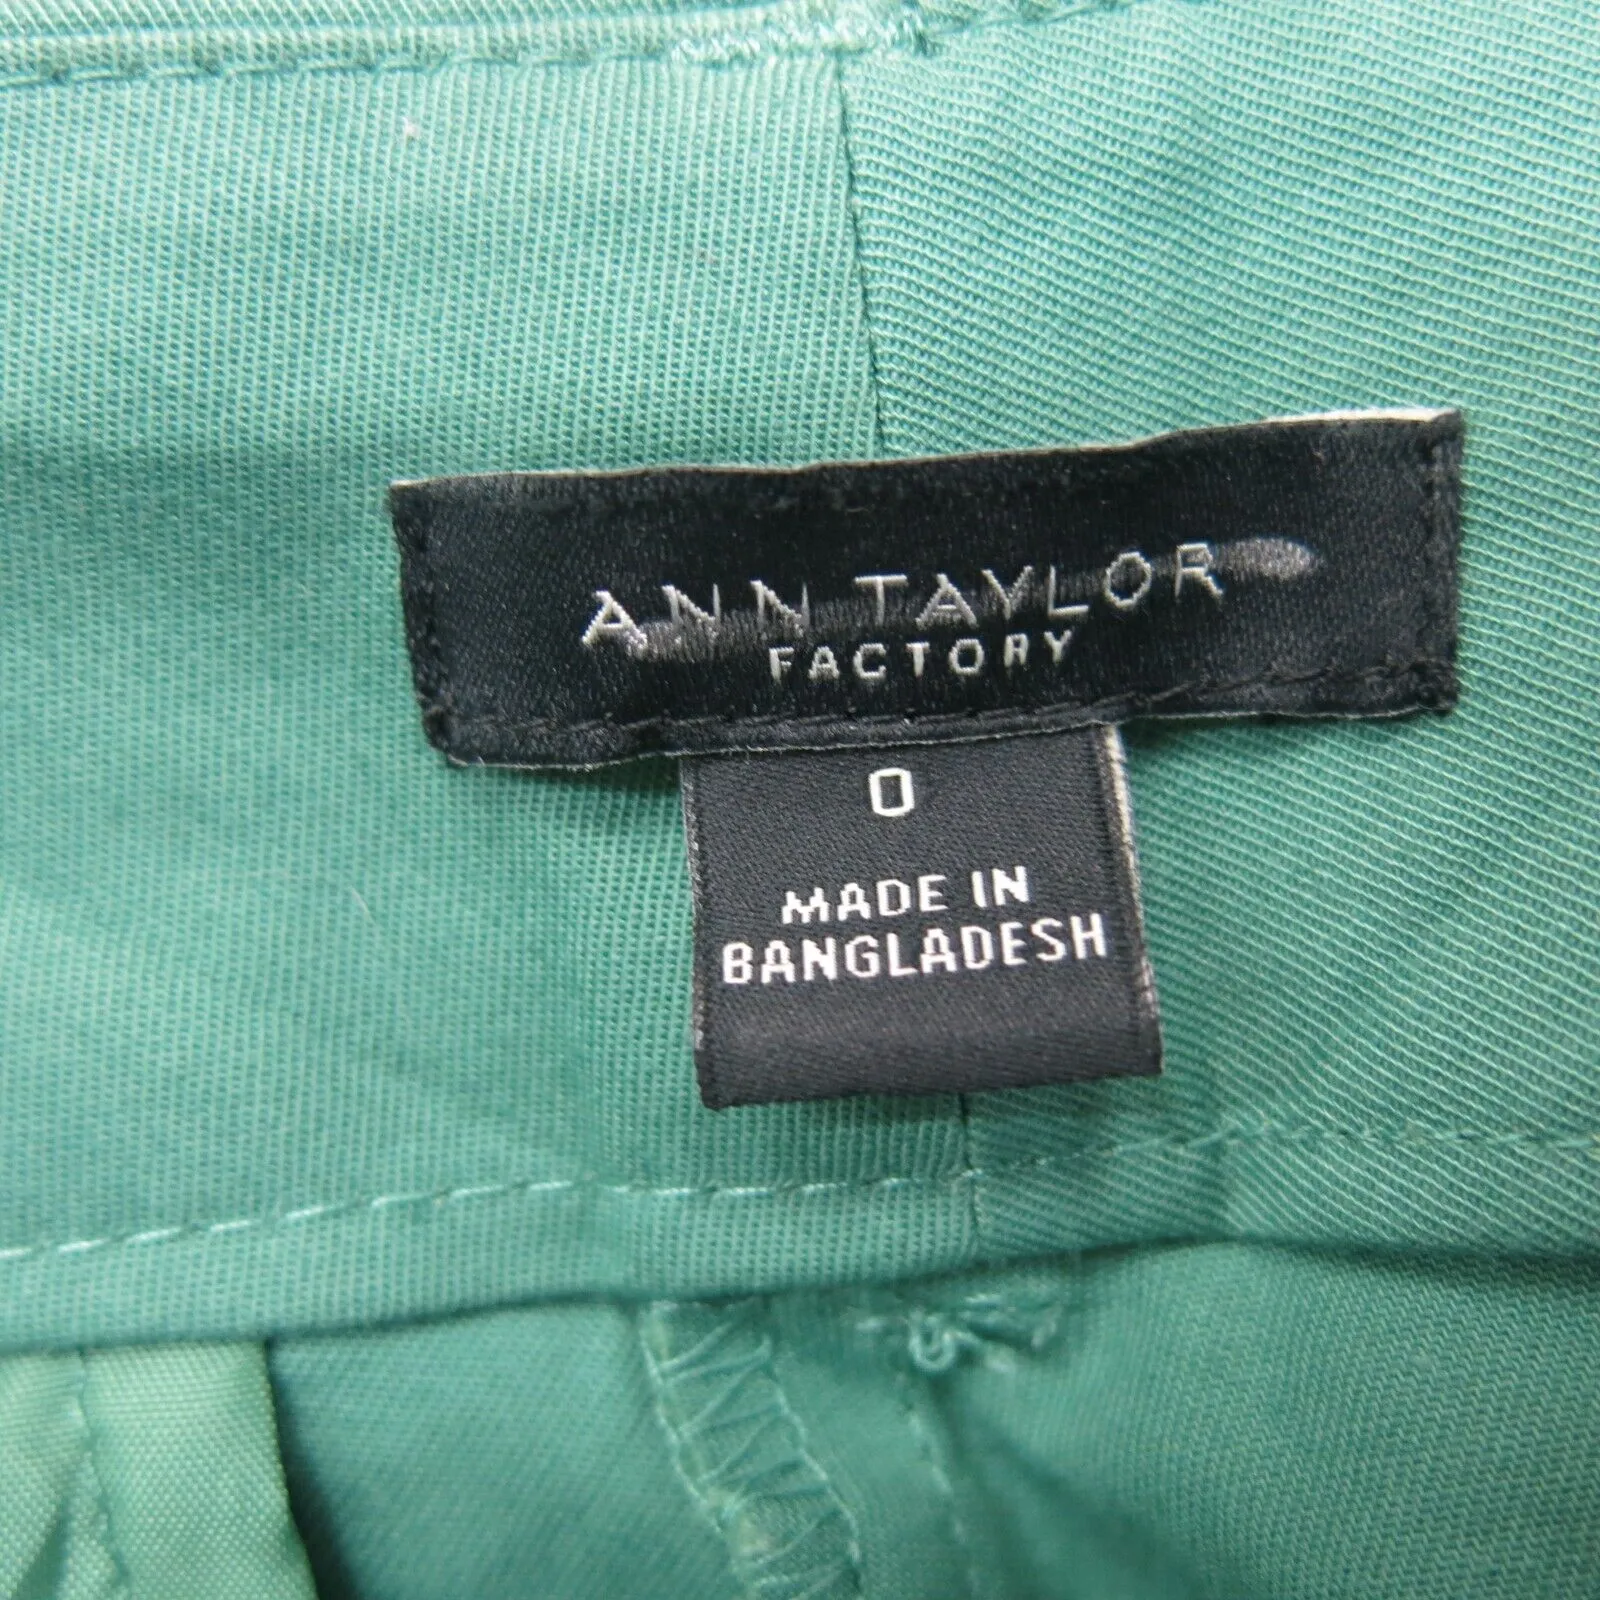 ANN TAYLOR
FACTORY
0
MADE IN
BANGLADESH